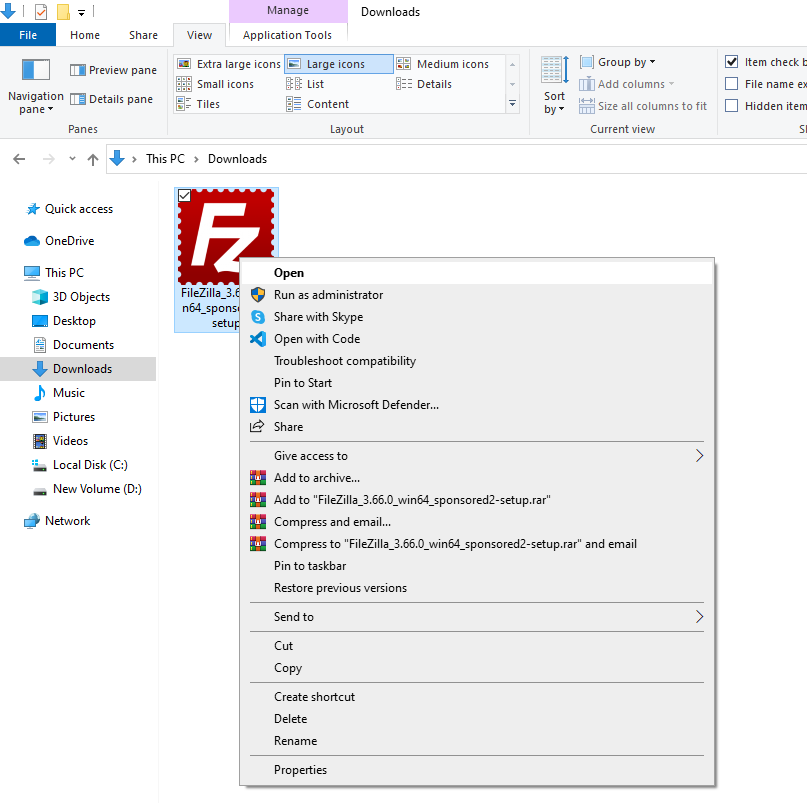 Manage
Downloads
File
Home
Share
View
Application Tools
Navigation
pane
Preview pane
Details pane
Panes
Extra large icons
Large icons
Medium icons
Small icons
List
Details
Tiles
Content
Layout
Sort
by
Group by
Add columns
Size all columns to fit
Current view
Item check b
File name ex
Hidden item
S
This PC
Downloads
Quick access
OneDrive
This PC
3D Objects
Desktop
Documents
Downloads
Music
Pictures
Videos
Local Disk (C:)
New Volume (D:)
Network
Fz
FileZilla_3.6
n64_sponso
setup
Open
Run as administrator
Share with Skype
Open with Code
Troubleshoot compatibility
Pin to Start
Scan with Microsoft Defender...
Share
Give access to
Add to archive...
Add to "FileZilla_3.66.0_win64_sponsored2-setup.rar"
Compress and email...
Compress to "FileZilla_3.66.0_win64_sponsored2-setup.rar" and email
Pin to taskbar
Restore previous versions
Send to
Cut
Copy
Create shortcut
Delete
Rename
Properties